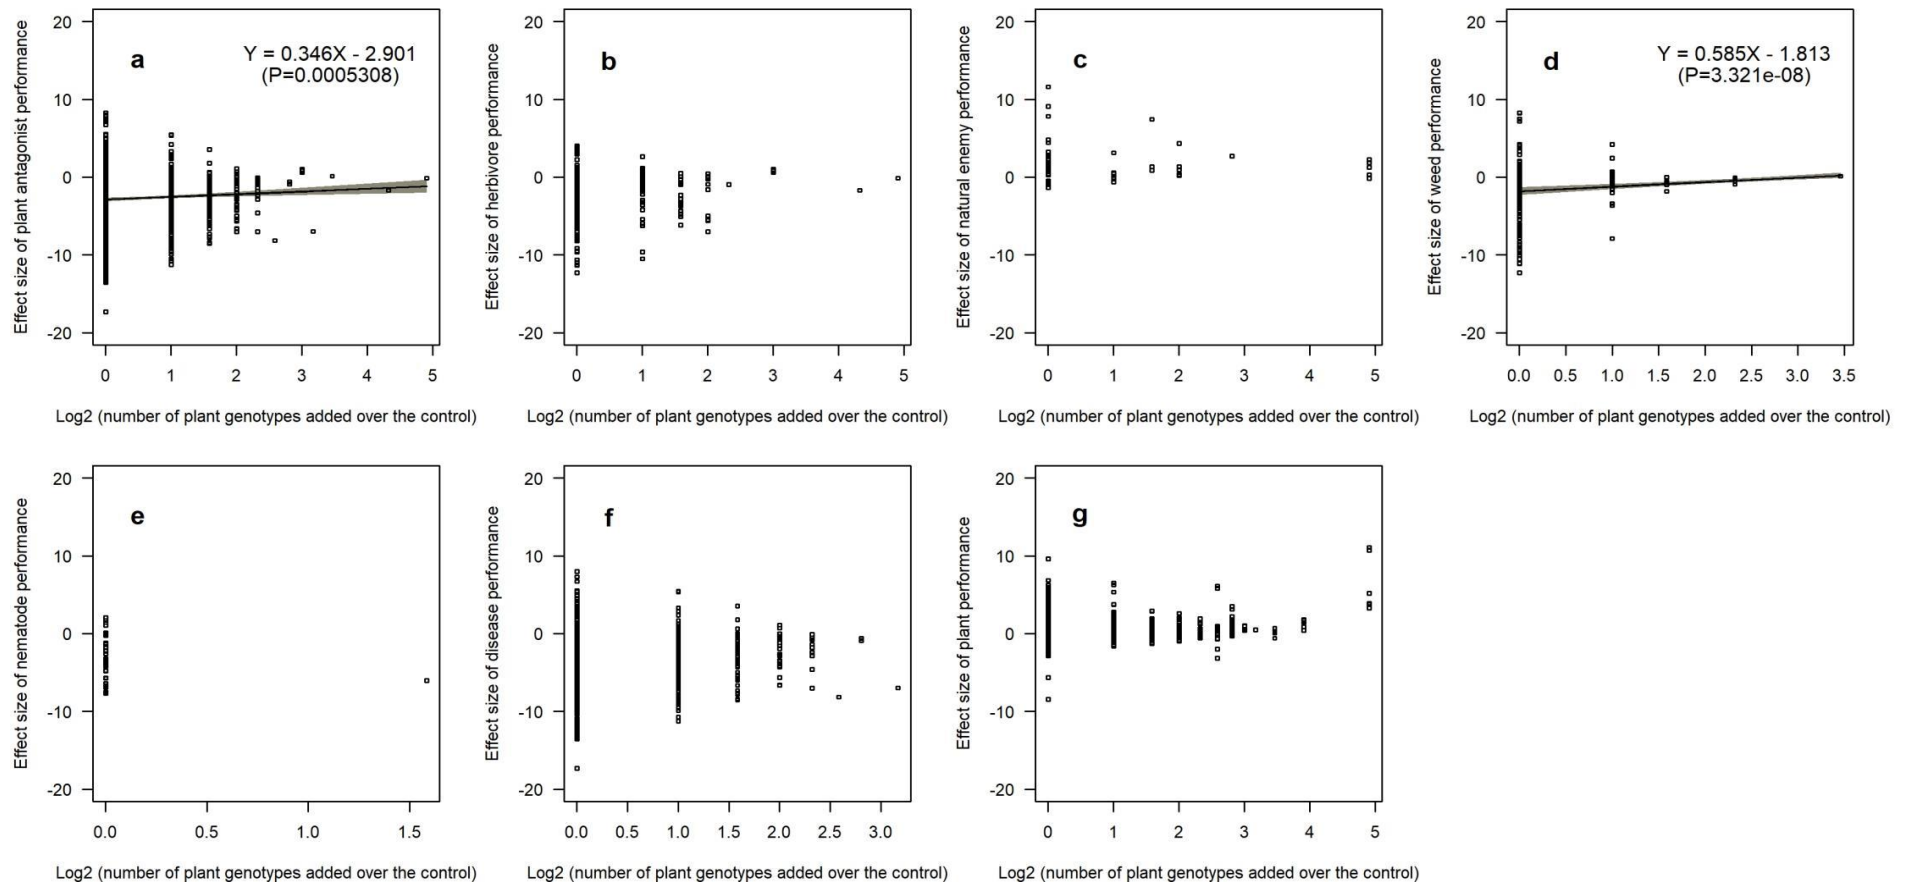 Effect size of plant antagonist performance
20
10
0
-10
-20
a
Y = 0.346X - 2.901
(P=0.0005308)
0 1 2 3 4 5
Log2 (number of plant genotypes added over the control)
Effect size of herbivore performance
20
10
0
-10
-20
b
0 1 2 3 4 5
Log2 (number of plant genotypes added over the control)
Effect size of natural enemy performance
20
10
0
-10
-20
c
0 1 2 3 4 5
Log2 (number of plant genotypes added over the control)
Effect size of weed performance
20
10
0
-10
-20
d
Y = 0.585X - 1.813
(P=3.321e-08)
0.0 0.5 1.0 1.5 2.0 2.5 3.0 3.5
Log2 (number of plant genotypes added over the control)
Effect size of nematode performance
20
10
0
-10
-20
e
0.0 0.5 1.0 1.5
Log2 (number of plant genotypes added over the control)
Effect size of disease performance
20
10
0
-10
-20
f
0.0 0.5 1.0 1.5 2.0 2.5 3.0
Log2 (number of plant genotypes added over the control)
Effect size of plant performance
20
10
0
-10
-20
g
0 1 2 3 4 5
Log2 (number of plant genotypes added over the control)